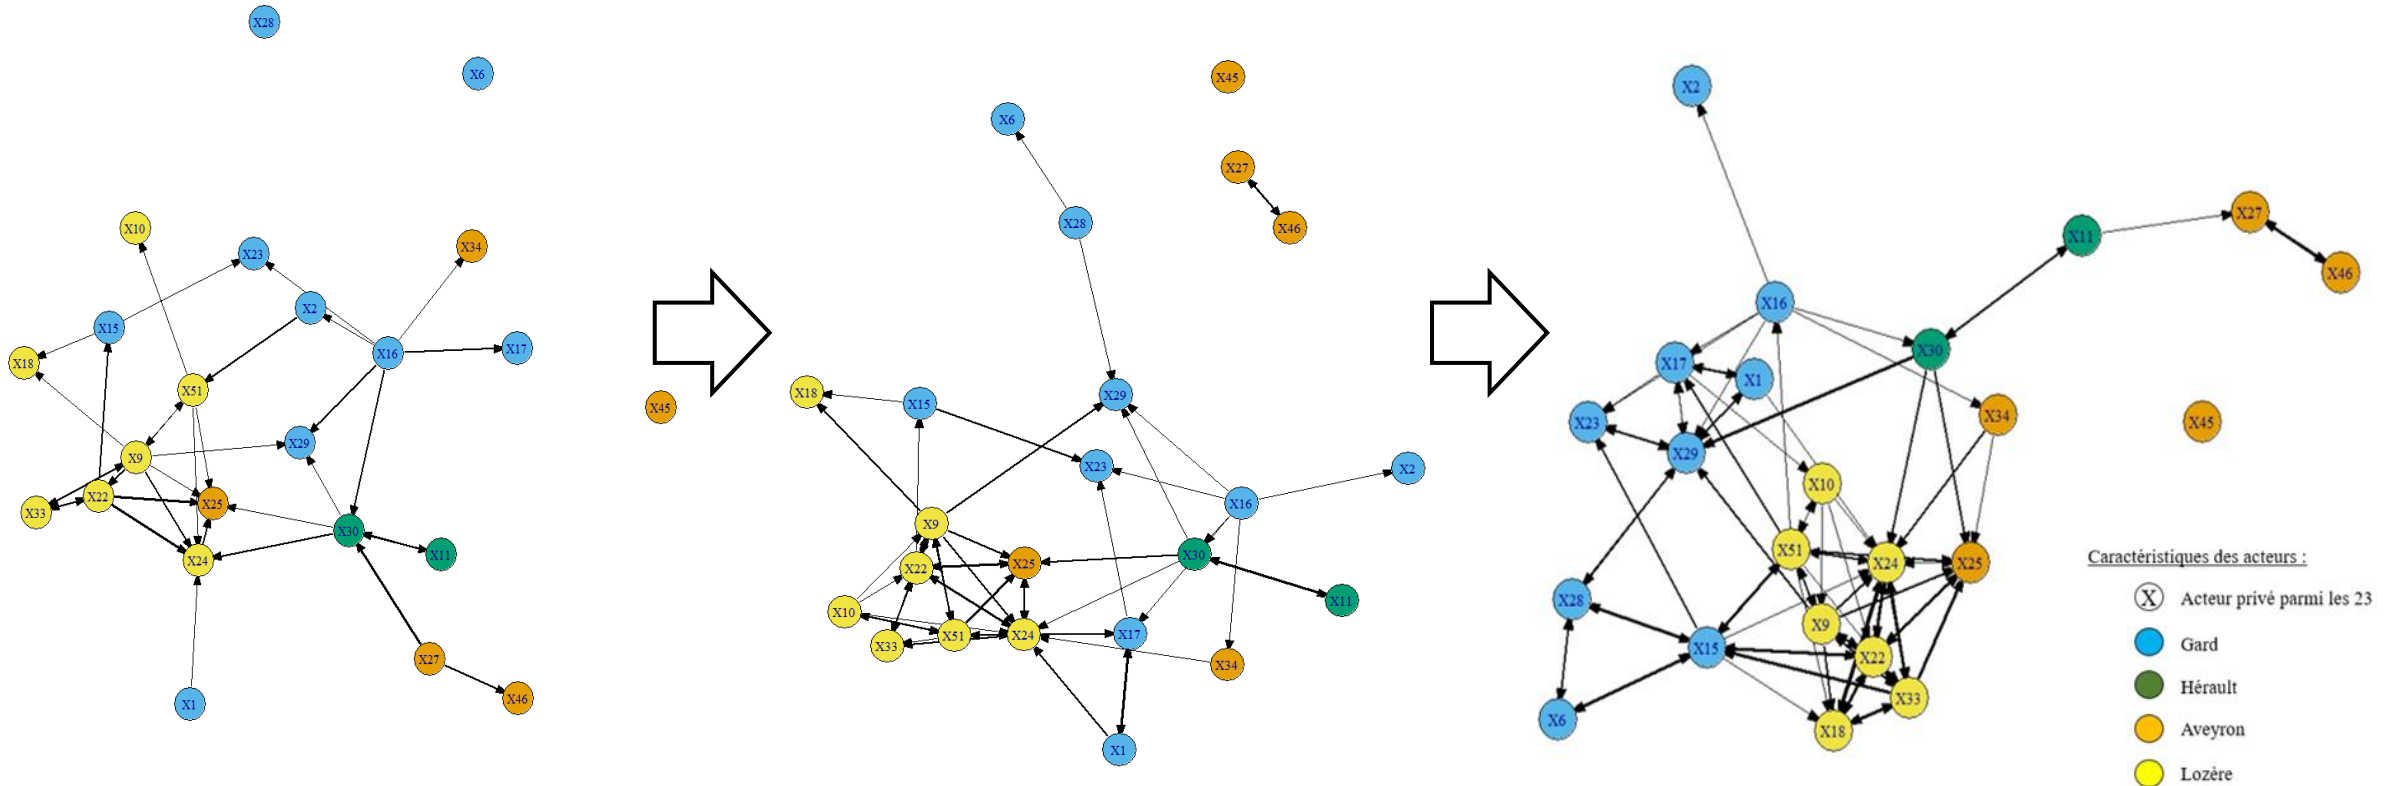 X28
X6
X10
X34
X23
X2
X15
X17
X16
X18
X51
X45
X29
X9
X22
X25
X33
X30
X11
X24
X27
X46
X1
X45
X6
X27
X28
X46
X18
X29
X15
X23
X2
X16
X9
X30
X25
X22
X11
X10
X17
X24
X51
X33
X34
X1
X2
X27
X11
X46
X16
X30
X17
X1
X34
X23
X45
X29
X10
X51
X24
X25
X28
X9
X15
X22
X33
X6
X18
Caractéristiques des acteurs :
X Acteur privé parmi les 23
Gard
Hérault
Aveyron
Lozère